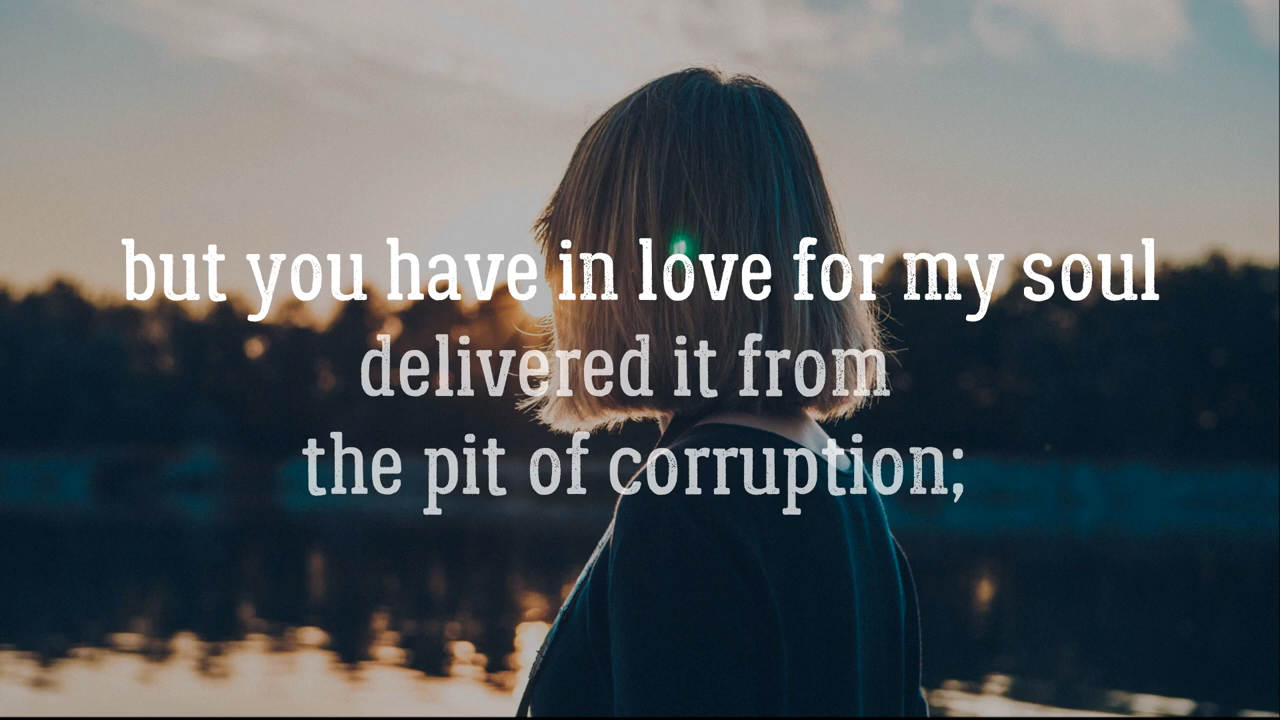 but you have in love for my soul
delivered it from
the pit of corruption;